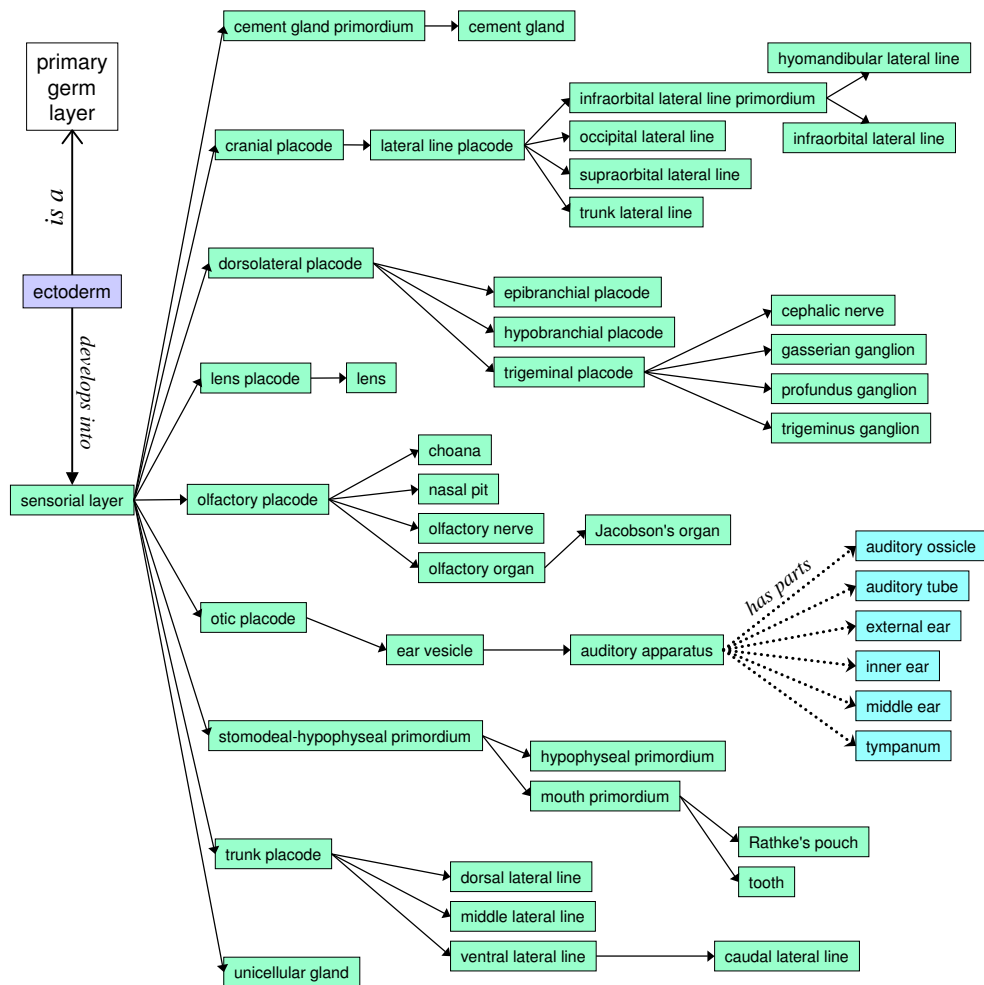 cement gland primordium
cement gland
primary
germ
layer
hyomandibular lateral line
infraorbital lateral line primordium
infraorbital lateral line
cranial placode
lateral line placode
occipital lateral line
supraorbital lateral line
trunk lateral line
is a
ectoderm
dorsolateral placode
epibranchial placode
hypobranchial placode
trigeminal placode
cephalic nerve
gasserian ganglion
profundus ganglion
trigeminus ganglion
develops into
lens placode
lens
sensorial layer
olfactory placode
choana
nasal pit
olfactory nerve
olfactory organ
Jacobson's organ
otic placode
ear vesicle
auditory apparatus
has parts
auditory ossicle
auditory tube
external ear
inner ear
middle ear
tympanum
stomodeal-hypophyseal primordium
hypophyseal primordium
mouth primordium
Rathke's pouch
tooth
trunk placode
dorsal lateral line
middle lateral line
ventral lateral line
caudal lateral line
unicellular gland